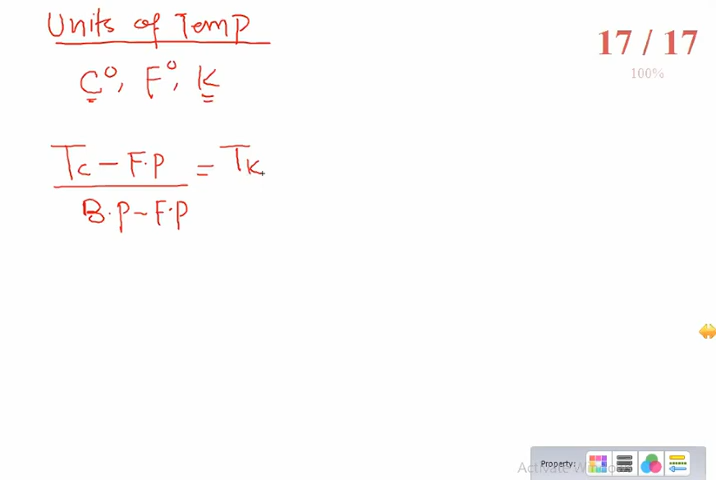 Units of Temp
17 / 17
100%
C°, F°, K
Tc - F.P = TK
B.P - F.P
Property: